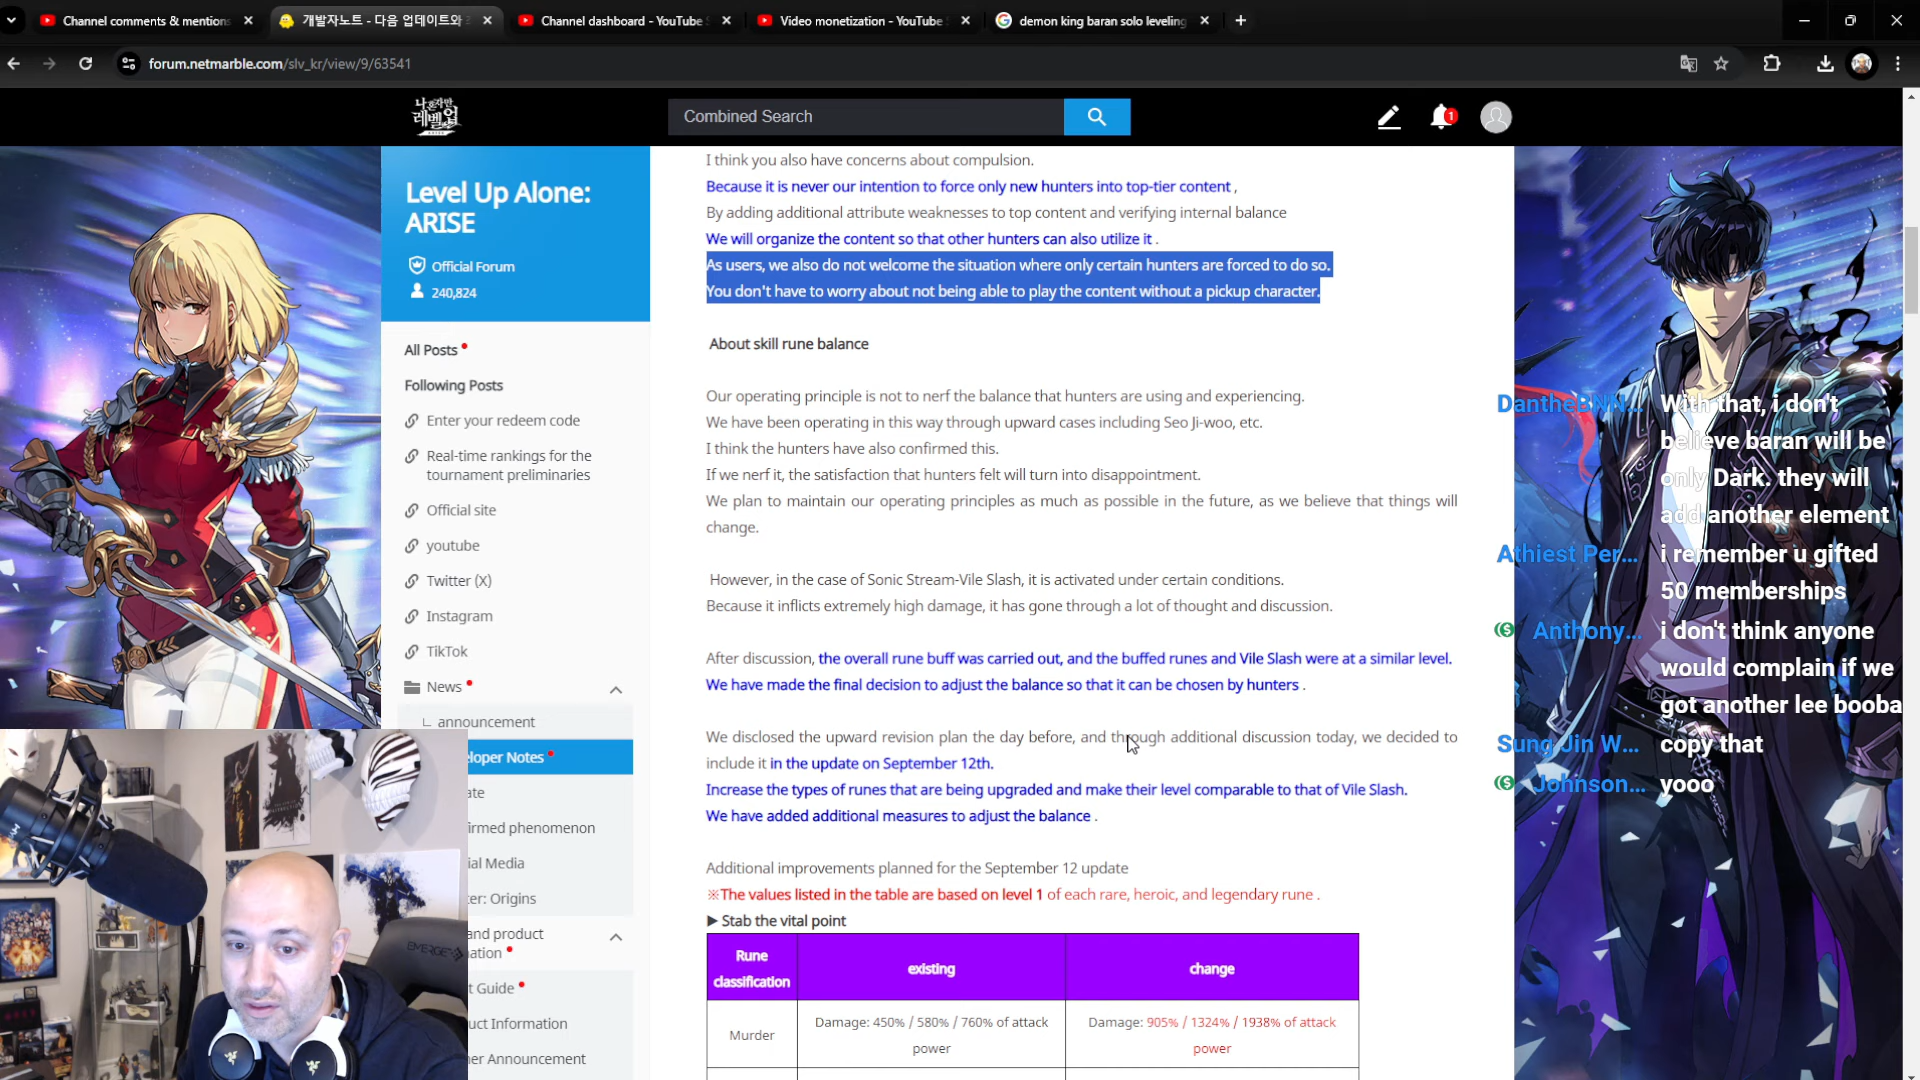 Channel comments & mentions
개발자노트 - 다음 업데이트와
Channel dashboard - YouTube S
Video monetization - YouTube
demon king baran solo leveling
forum.netmarble.com/slv_kr/view/9/63541
나 혼자만
레벨업
Combined Search
1
Level Up Alone:
ARISE
Official Forum
240,824
All Posts
Following Posts
Enter your redeem code
Real-time rankings for the
tournament preliminaries
Official site
youtube
Twitter (X)
Instagram
TikTok
News
announcement
eloper Notes
ate
irmed phenomenon
ial Media
er: Origins
and product
ation
t Guide
uct Information
er Announcement
I think you also have concerns about compulsion.
Because it is never our intention to force only new hunters into top-tier content ,
By adding additional attribute weaknesses to top content and verifying internal balance
We will organize the content so that other hunters can also utilize it .
As users, we also do not welcome the situation where only certain hunters are forced to do so.
You don't have to worry about not being able to play the content without a pickup character.
About skill rune balance
Our operating principle is not to nerf the balance that hunters are using and experiencing.
We have been operating in this way through upward cases including Seo Ji-woo, etc.
I think the hunters have also confirmed this.
If we nerf it, the satisfaction that hunters felt will turn into disappointment.
We plan to maintain our operating principles as much as possible in the future, as we believe that things will
change.
However, in the case of Sonic Stream-Vile Slash, it is activated under certain conditions.
Because it inflicts extremely high damage, it has gone through a lot of thought and discussion.
After discussion, the overall rune buff was carried out, and the buffed runes and Vile Slash were at a similar level.
We have made the final decision to adjust the balance so that it can be chosen by hunters .
We disclosed the upward revision plan the day before, and through additional discussion today, we decided to
include it in the update on September 12th.
Increase the types of runes that are being upgraded and make their level comparable to that of Vile Slash.
We have added additional measures to adjust the balance .
Additional improvements planned for the September 12 update
※The values listed in the table are based on level 1 of each rare, heroic, and legendary rune .
▶ Stab the vital point
Rune
classification
existing
change
Murder
Damage: 450% / 580% / 760% of attack
power
Damage: 905% / 1324% / 1938% of attack
power
DantheBNN... With that, i don't
believe baran will be
only Dark. they will
add another element
Athiest Per... i remember u gifted
50 memberships
Anthony... i don't think anyone
would complain if we
got another lee booba
Sung Jin W... copy that
Johnson... yooo